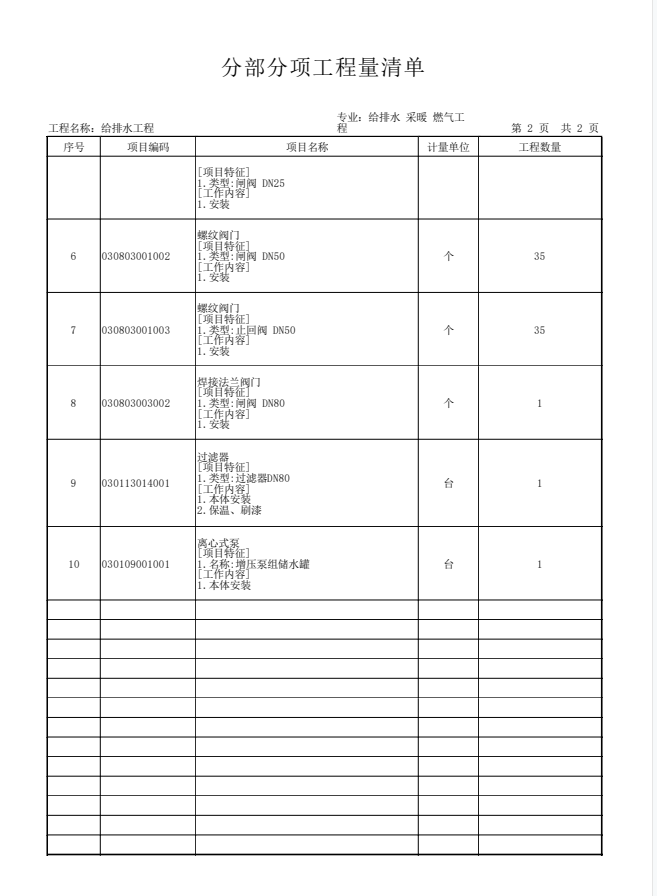 分部分项工程量清单
专业：给排水 采暖 燃气工
工程名称：给排水工程 程 第 2 页 共 2 页
序号 项目编码 项目名称 计量单位 工程数量
[项目特征]
1.类型:闸阀 DN25
[工作内容]
1.安装
螺纹阀门
[项目特征]
6 030803001002 1.类型:闸阀 DN50 个 35
[工作内容]
1.安装
螺纹阀门
[项目特征]
7 030803001003 1.类型:止回阀 DN50 个 35
[工作内容]
1.安装
焊接法兰阀门
[项目特征]
8 030803003002 1.类型:闸阀 DN80 个 1
[工作内容]
1.安装
过滤器
[项目特征]
1.类型:过滤器DN80
9 030113014001 [工作内容] 台 1
1.本体安装
2.保温、刷漆
离心式泵
[项目特征]
10 030109001001 1.名称:增压泵组储水罐 台 1
[工作内容]
1.本体安装